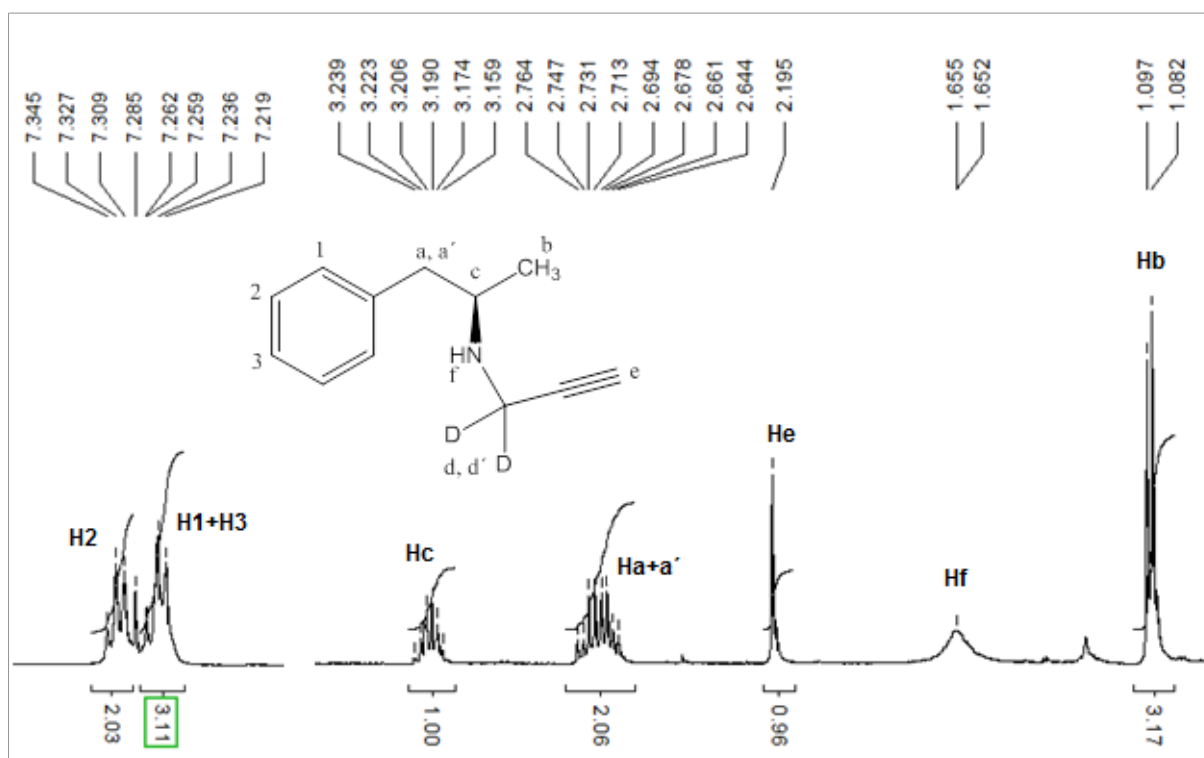 7.345 7.327 7.309 7.285 7.262 7.259 7.236 7.219 3.239 3.223 3.206 3.190 3.174 3.159 2.764 2.747 2.731 2.713 2.694 2.678 2.661 2.644 2.195 1.655 1.652 1.097 1.082
1 a, a´ b
CH3
2 c
3 HN
f e
D
d, d´ D
Hb
He
H2 H1+H3 Hc Ha+a´ Hf
2.03 3.11 1.00 2.06 0.96 3.17